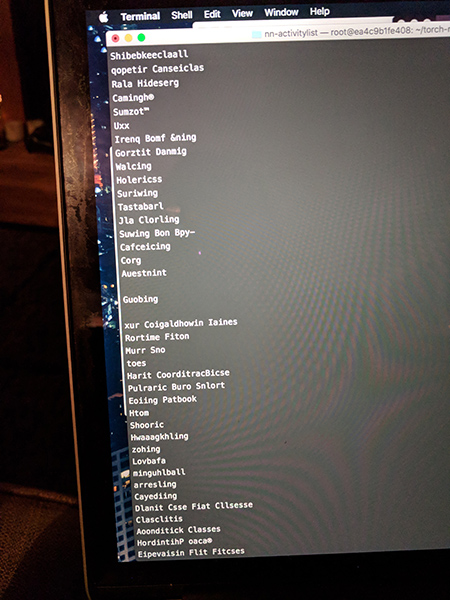 Terminal Shell Edit View Window Help
nn-activitylist — root@ea4c9b1fe408: ~/torch-r
Shibebkeeclaall
qopetir Canseiclas
Rala Hideserg
Camingh®
Sumzot™
Uxx
Irenq Bomf &ning
Gorztit Danmig
Walcing
Holericss
Suriwing
Tastabarl
Jla Clorling
Suwing Bon Bpy—
Cafceicing
Corg
Auestnint
Guobing
xur Coigaldhowin Iaines
Rortime Fiton
Murr Sno
toes
Harit CoorditracBicse
Pulraric Buro Snlort
Eoiing Patbook
Htom
Shooric
Hwaaagkhling
zohing
Lovbafa
minguhlball
arresling
Cayediing
Dlanit Csse Fiat Cllsesse
Clasclitis
Aoonditick Classes
HordintihP oaca®
Eipevaisin Flit Fitcses